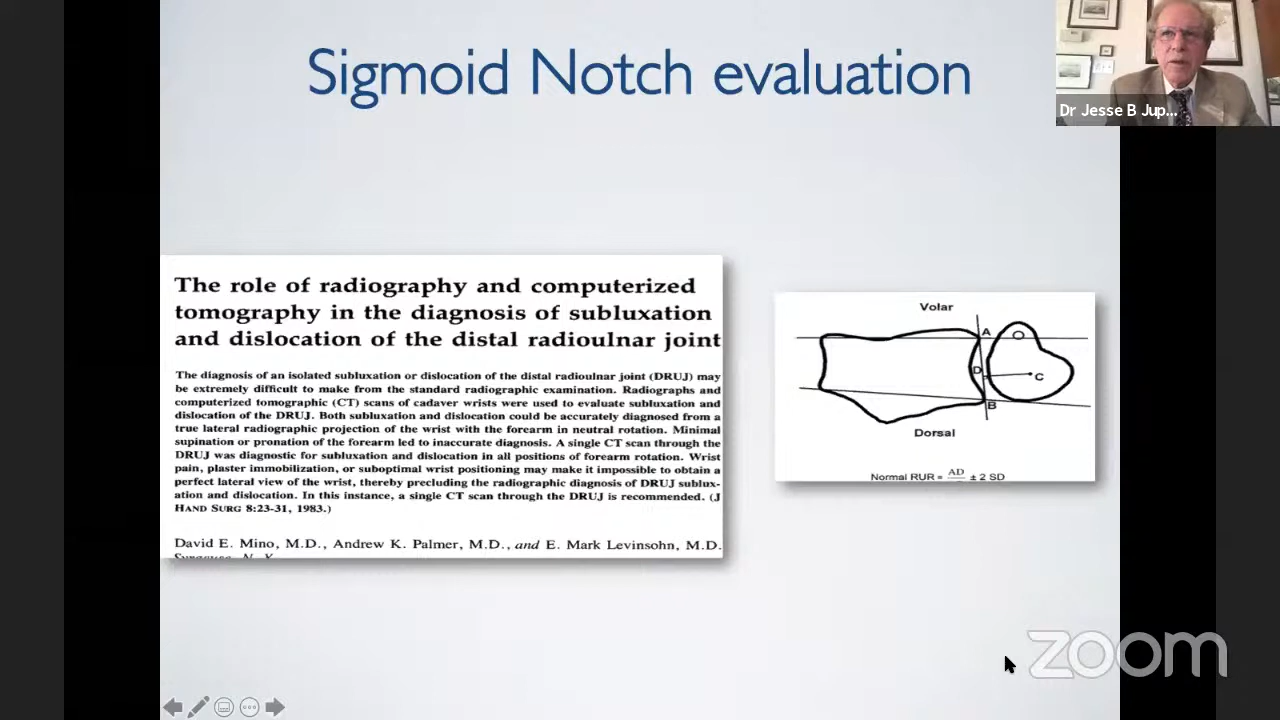 Sigmoid Notch evaluation
Dr Jesse B Jup...
The role of radiography and computerized
tomography in the diagnosis of subluxation
and dislocation of the distal radioulnar joint
The diagnosis of an isolated subluxation or dislocation of the distal radioulnar joint (DRUJ) may
be extremely difficult to make from the standard radiographic examination. Radiographs and
computerized tomographic (CT) scans of cadaver wrists were used to evaluate subluxation and
dislocation of the DRUJ. Both subluxation and dislocation could be accurately diagnosed from a
true lateral radiographic projection of the wrist with the forearm in neutral rotation. Minimal
supination or pronation of the forearm led to inaccurate diagnosis. A single CT scan through the
DRUJ was diagnostic for subluxation and dislocation in all positions of forearm rotation. Wrist
pain, plaster immobilization, or suboptimal wrist positioning may make it impossible to obtain a
perfect lateral view of the wrist, thereby precluding the radiographic diagnosis of DRUJ sublux-
ation and dislocation. In this instance, a single CT scan through the DRUJ is recommended. (J
HAND SURG 8:23-31, 1983.)
David E. Mino, M.D., Andrew K. Palmer, M.D., and E. Mark Levinsohn, M.D.
Volar
A
D
C
B
Dorsal
Normal RUR = AD ± 2 SD
zoom